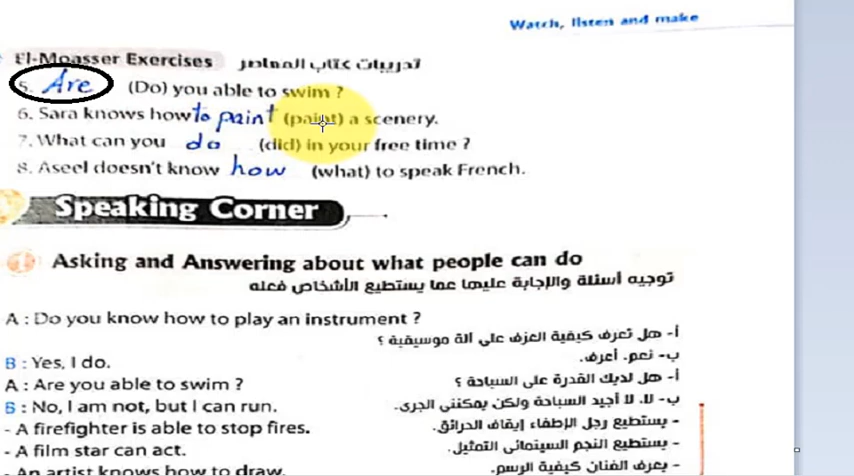 Watch, listen and make
El-Moasser Exercises تدريبات كتاب المعاصر
5. Are (Do) you able to swim ?
6. Sara knows how to paint (paint) a scenery.
7. What can you do (did) in your free time ?
8. Aseel doesn't know how (what) to speak French.
Speaking Corner
1 Asking and Answering about what people can do
توجيه أسئلة والإجابة عليها عما يستطيع الأشخاص فعله
A : Do you know how to play an instrument ?
أ- هل تعرف كيفية العزف على آلة موسيقية ؟
B : Yes, I do.
ب- نعم. أعرف.
A : Are you able to swim ?
أ- هل لديك القدرة على السباحة ؟
B : No, I am not, but I can run.
ب- لا. لا أجيد السباحة ولكن يمكننى الجرى.
- A firefighter is able to stop fires.
- يستطيع رجل الإطفاء إيقاف الحرائق.
- A film star can act.
- يستطيع النجم السينمائى التمثيل.
- An artist knows how to draw.
- يعرف الفنان كيفية الرسم.